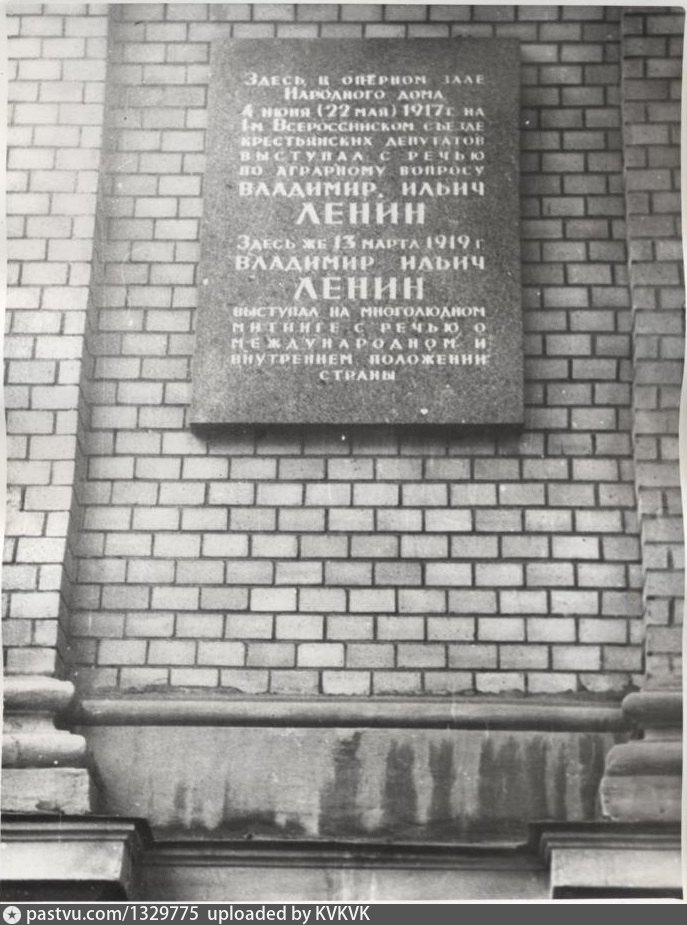 Здесь, в оперном зале
Народного дома
4 июня (22 мая) 1917 г. на
1-м Всероссийском съезде
крестьянских депутатов
выступал с речью
по аграрному вопросу
Владимир Ильич
ЛЕНИН
Здесь же 13 марта 1919 г.
Владимир Ильич
ЛЕНИН
выступал на многолюдном
митинге с речью о
международном и
внутреннем положении
страны
pastvu.com/1329775 uploaded by KVKVK